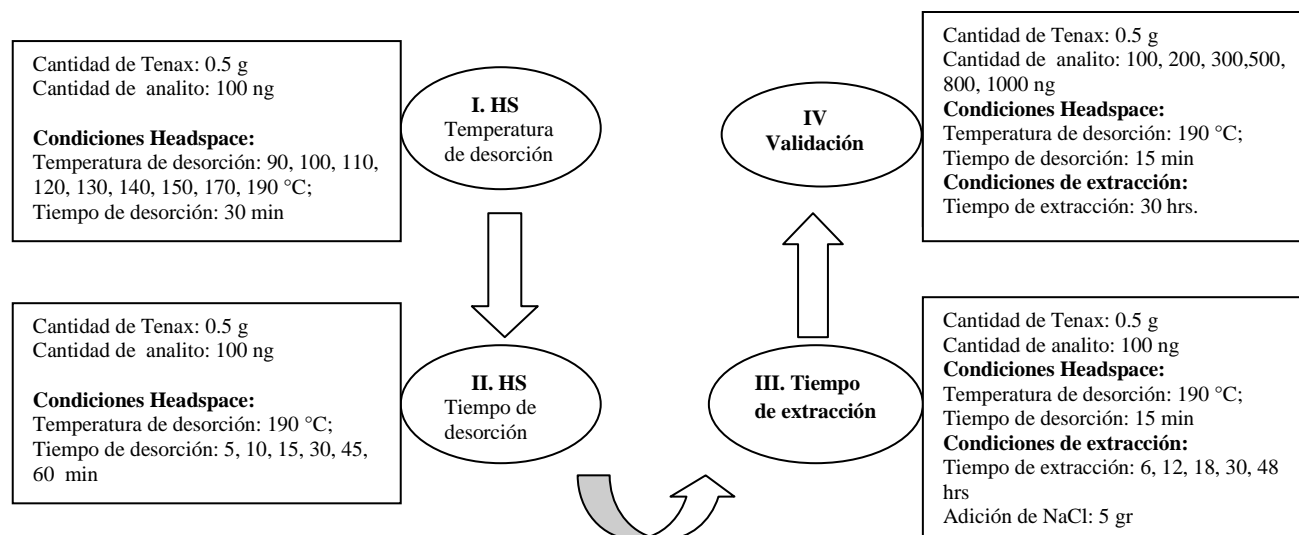 Cantidad de Tenax: 0.5 g
Cantidad de analito: 100 ng
Condiciones Headspace:
Temperatura de desorción: 90, 100, 110,
120, 130, 140, 150, 170, 190 °C;
Tiempo de desorción: 30 min
I. HS
Temperatura
de desorción
Cantidad de Tenax: 0.5 g
Cantidad de analito: 100 ng
Condiciones Headspace:
Temperatura de desorción: 190 °C;
Tiempo de desorción: 5, 10, 15, 30, 45,
60 min
II. HS
Tiempo de
desorción
III. Tiempo
de extracción
Cantidad de Tenax: 0.5 g
Cantidad de analito: 100 ng
Condiciones Headspace:
Temperatura de desorción: 190 °C;
Tiempo de desorción: 15 min
Condiciones de extracción:
Tiempo de extracción: 6, 12, 18, 30, 48
hrs
Adición de NaCl: 5 gr
IV
Validación
Cantidad de Tenax: 0.5 g
Cantidad de analito: 100, 200, 300,500,
800, 1000 ng
Condiciones Headspace:
Temperatura de desorción: 190 °C;
Tiempo de desorción: 15 min
Condiciones de extracción:
Tiempo de extracción: 30 hrs.